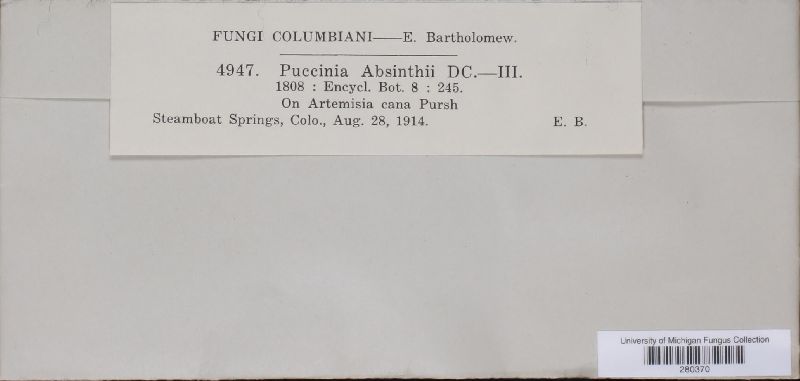 FUNGI COLUMBIANI——E. Bartholomew.
4947. Puccinia Absinthii DC.—III.
1808 : Encycl. Bot. 8 : 245.
On Artemisia cana Pursh
Steamboat Springs, Colo., Aug. 28, 1914. E. B.
University of Michigan Fungus Collection
280370